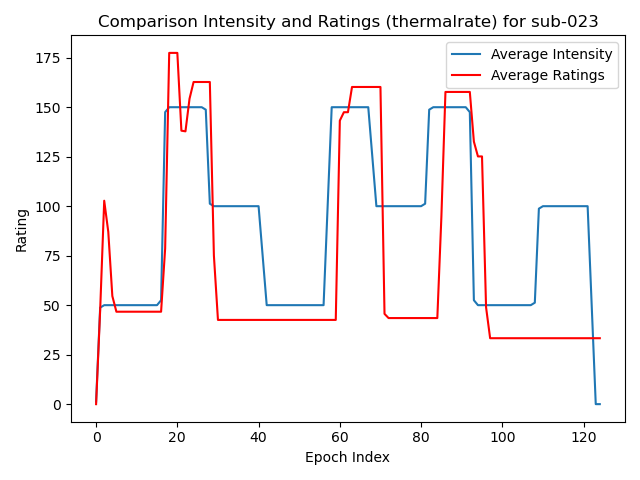 Comparison Intensity and Ratings (thermalrate) for sub-023
Average Intensity
Average Ratings
Rating
175
150
125
100
75
50
25
0
0 20 40 60 80 100 120
Epoch Index